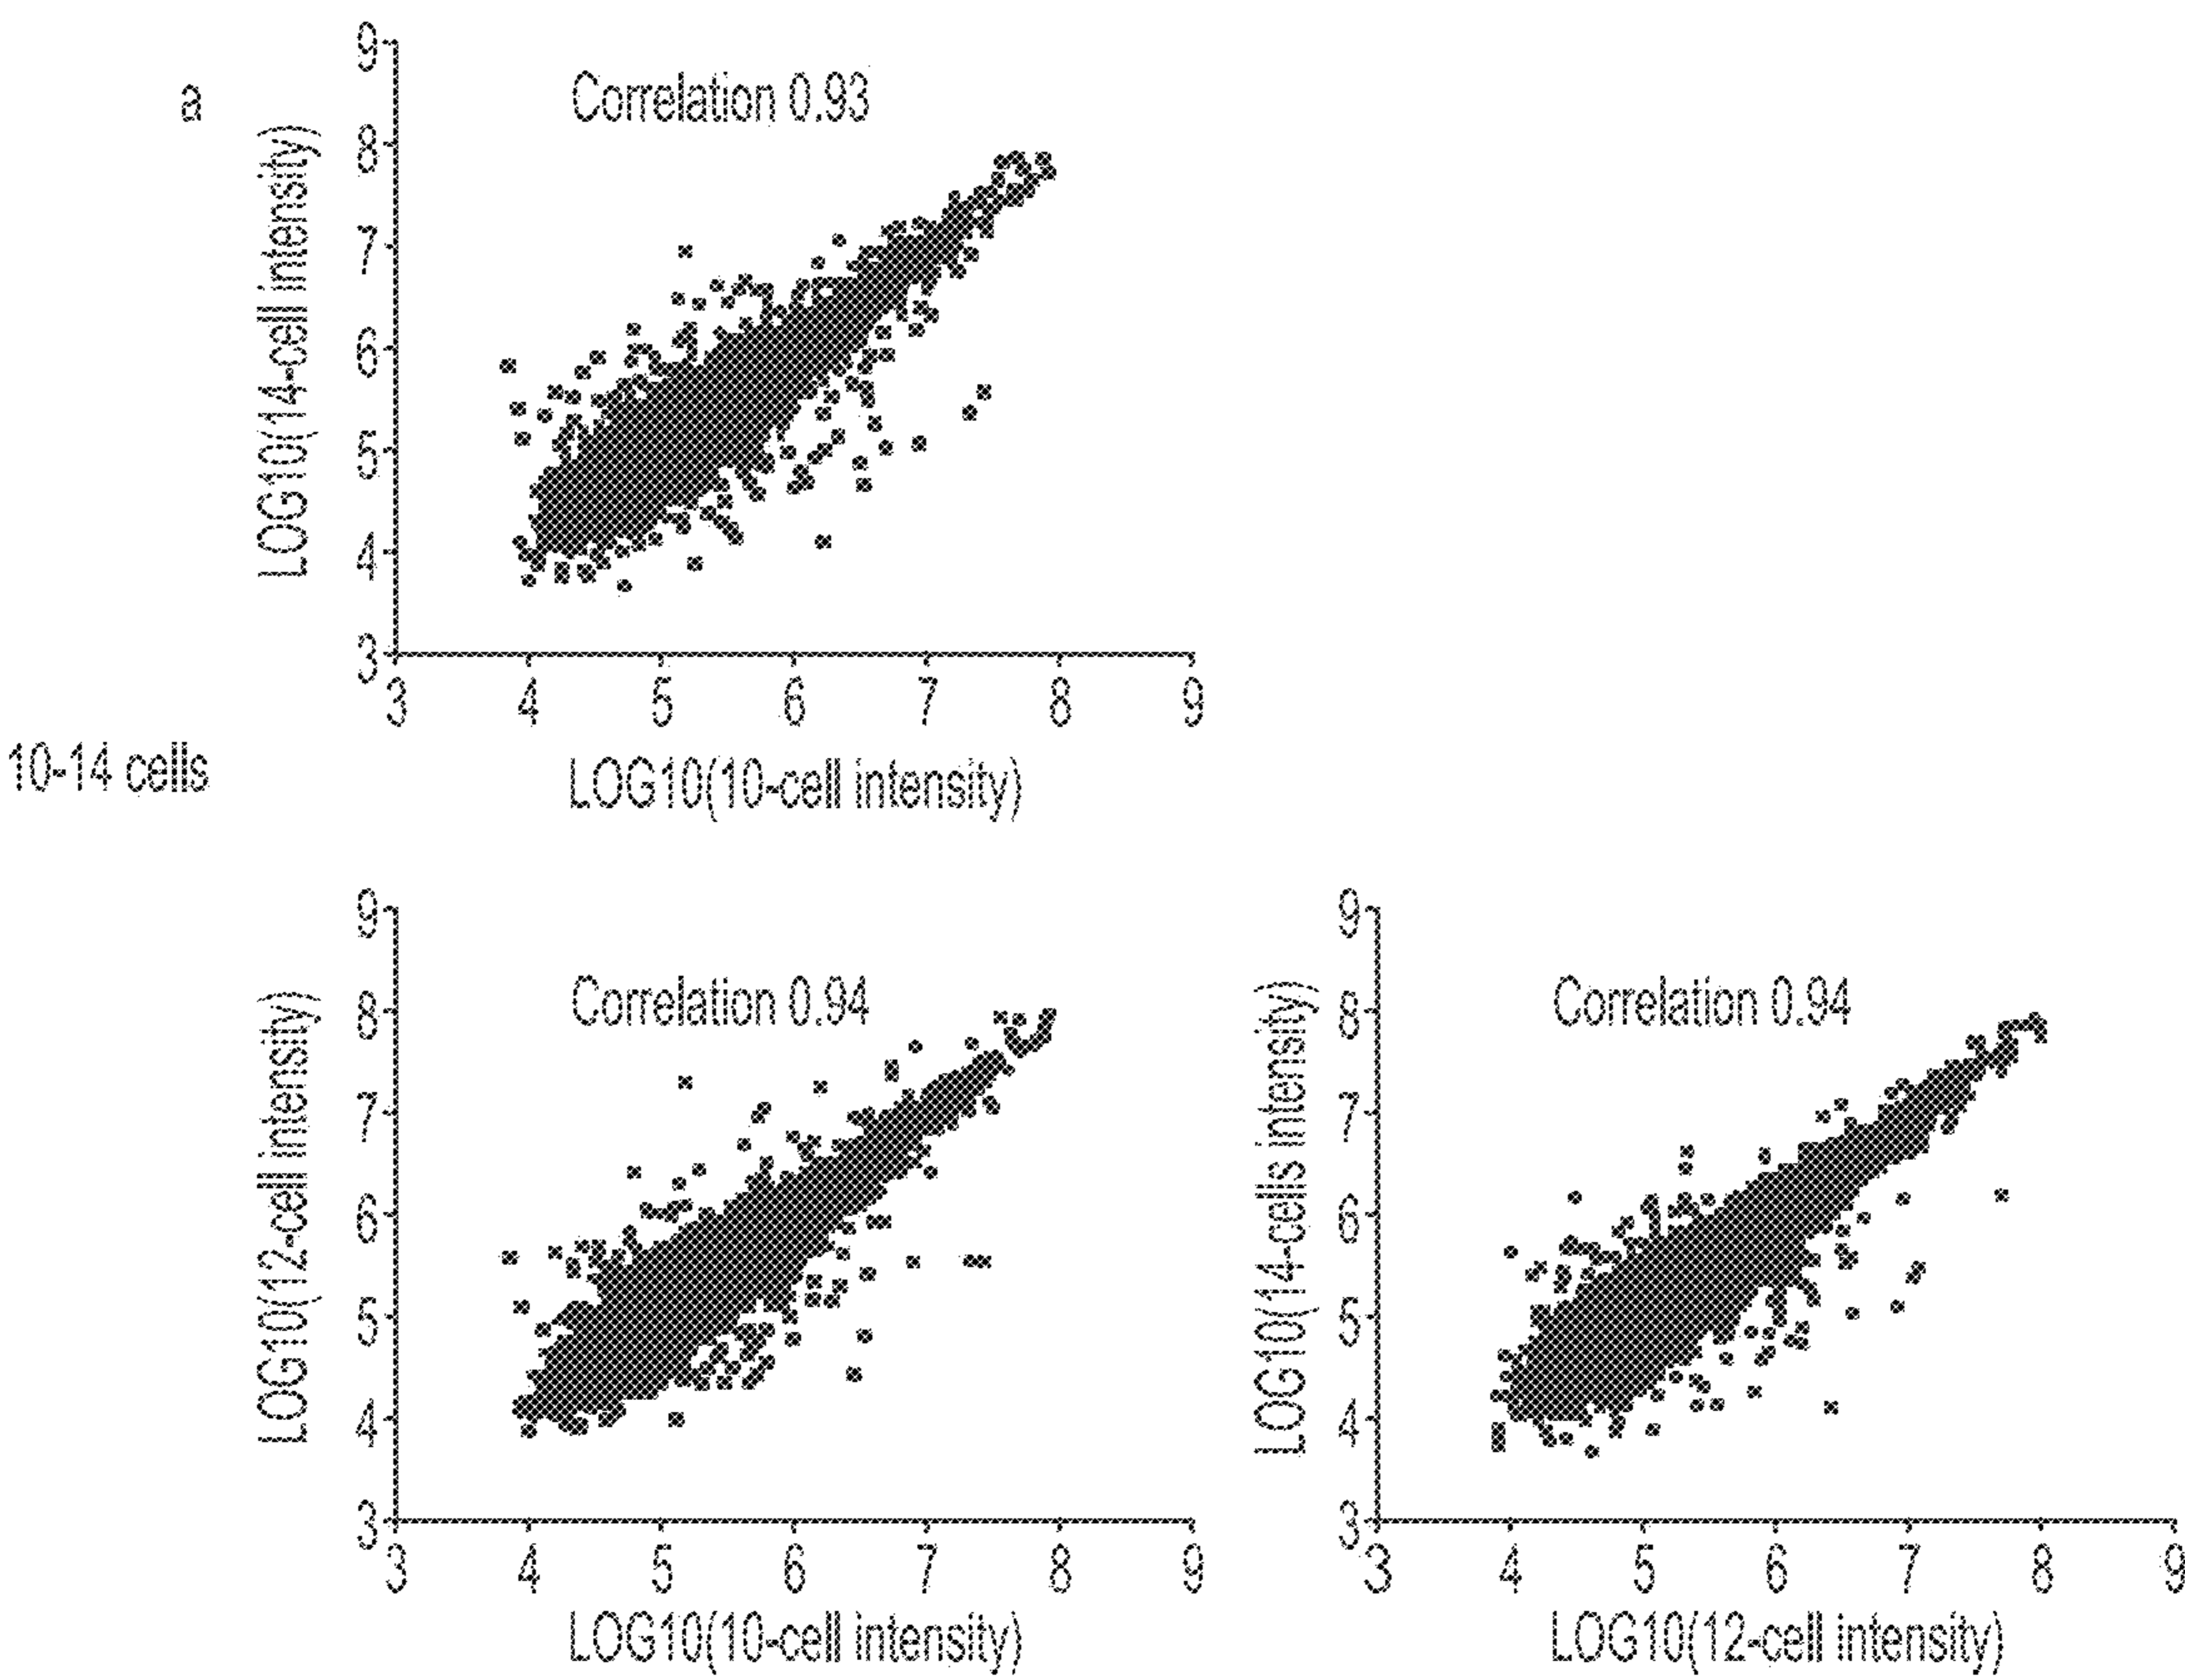 a
Correlation 0.93
LOG10(14-cell intensity)
9
8
7
6
5
4
3
3 4 5 6 7 8 9
LOG10(10-cell intensity)
10-14 cells
Correlation 0.94
LOG10(12-cell intensity)
9
8
7
6
5
4
3
3 4 5 6 7 8 9
LOG10(10-cell intensity)
Correlation 0.94
LOG10(14-cells intensity)
9
8
7
6
5
4
3
3 4 5 6 7 8 9
LOG10(12-cell intensity)